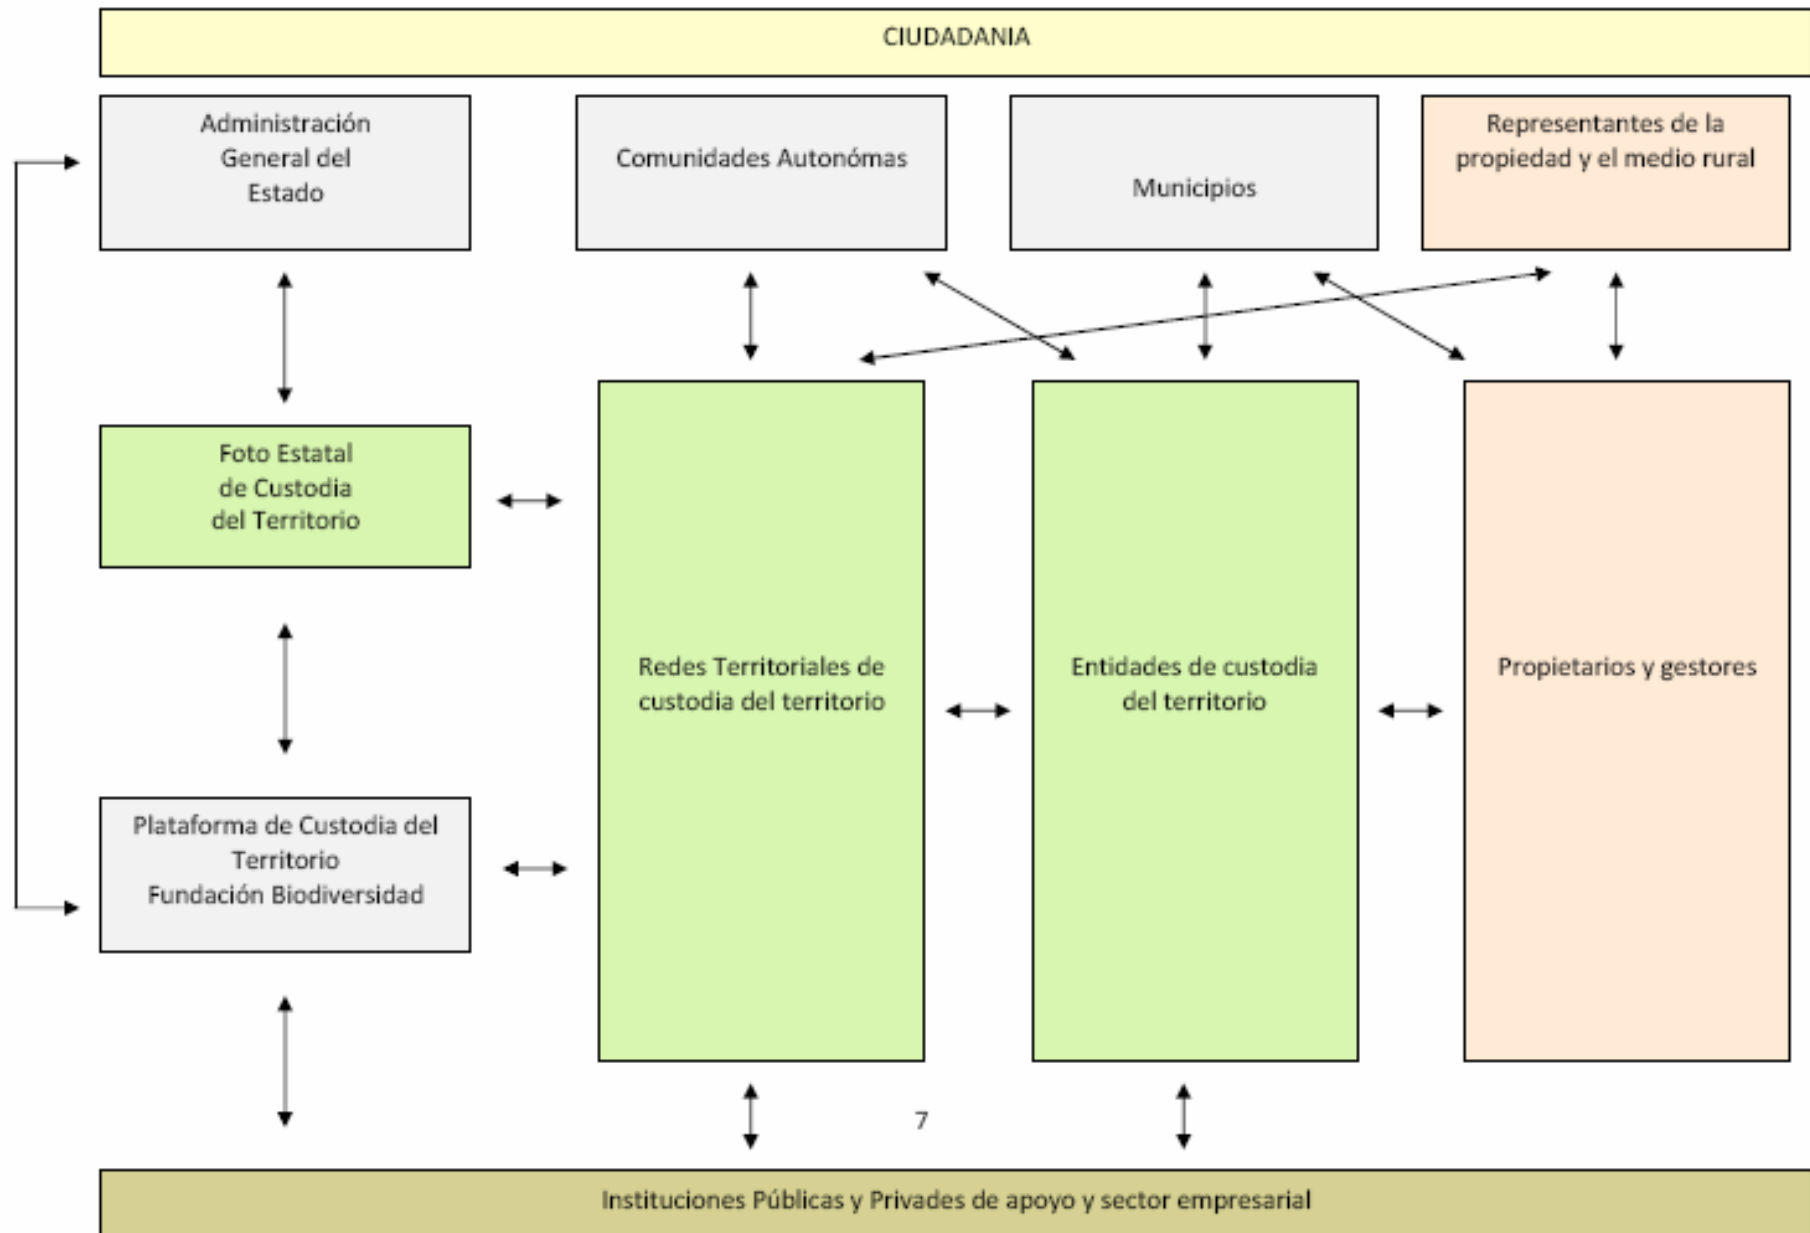 CIUDADANIA
Administración
General del
Estado
Comunidades Autonómas
Municipios
Representantes de la
propiedad y el medio rural
Foto Estatal
de Custodia
del Territorio
Redes Territoriales de
custodia del territorio
Entidades de custodia
del territorio
Propietarios y gestores
Plataforma de Custodia del
Territorio
Fundación Biodiversidad
7
Instituciones Públicas y Privades de apoyo y sector empresarial